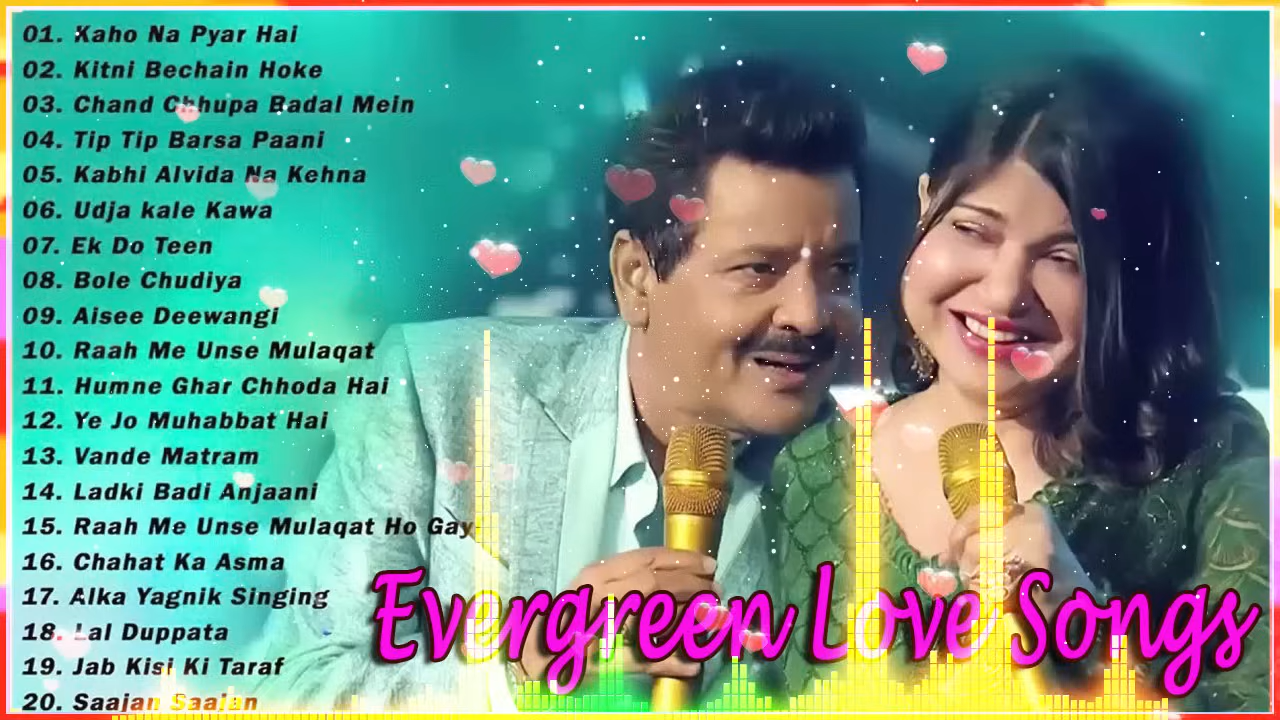 01. Kaho Na Pyar Hai
02. Kitni Bechain Hoke
03. Chand Chhupa Badal Mein
04. Tip Tip Barsa Paani
05. Kabhi Alvida Na Kehna
06. Udja kale Kawa
07. Ek Do Teen
08. Bole Chudiya
09. Aisee Deewangi
10. Raah Me Unse Mulaqat
11. Humne Ghar Chhoda Hai
12. Ye Jo Muhabbat Hai
13. Vande Matram
14. Ladki Badi Anjaani
15. Raah Me Unse Mulaqat Ho Gay
16. Chahat Ka Asma
17. Alka Yagnik Singing
18. Lal Duppata
19. Jab Kisi Ki Taraf
20. Saajan Saajan
Evergreen Love Songs